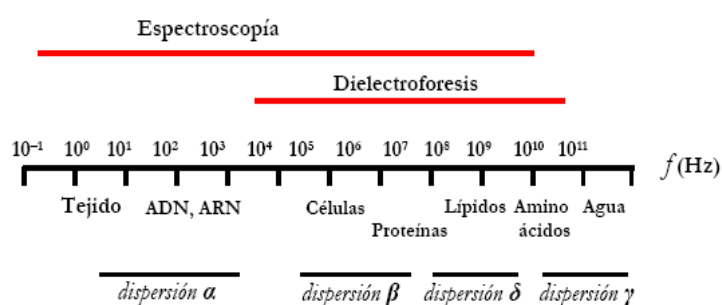 Espectroscopía
Dielectroforesis
10⁻¹ 10⁰ 10¹ 10² 10³ 10⁴ 10⁵ 10⁶ 10⁷ 10⁸ 10⁹ 10¹⁰ 10¹¹ f(Hz)
Tejido ADN, ARN Células Lípidos Amino Agua
Proteínas ácidos
dispersión α dispersión β dispersión δ dispersión γ